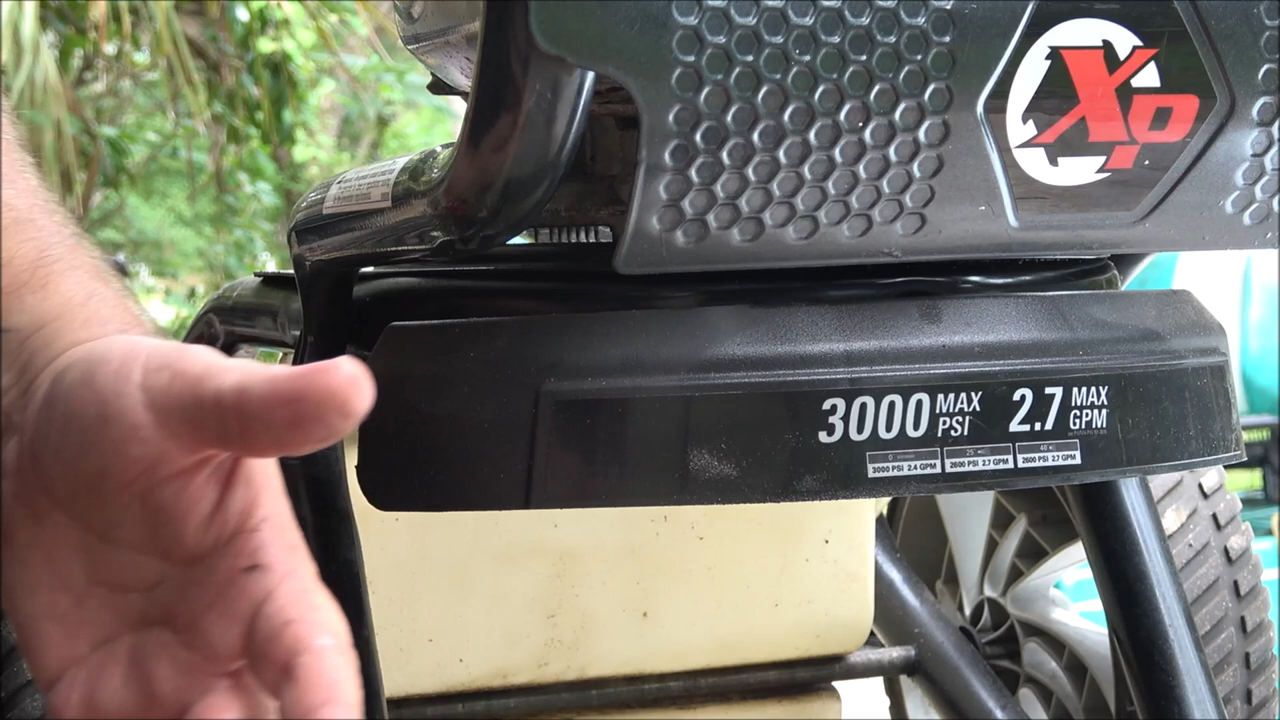 XP
3000 MAX PSI 2.7 MAX GPM
0° 25° 40°
3000 PSI 2.4 GPM 2600 PSI 2.7 GPM 2600 PSI 2.7 GPM